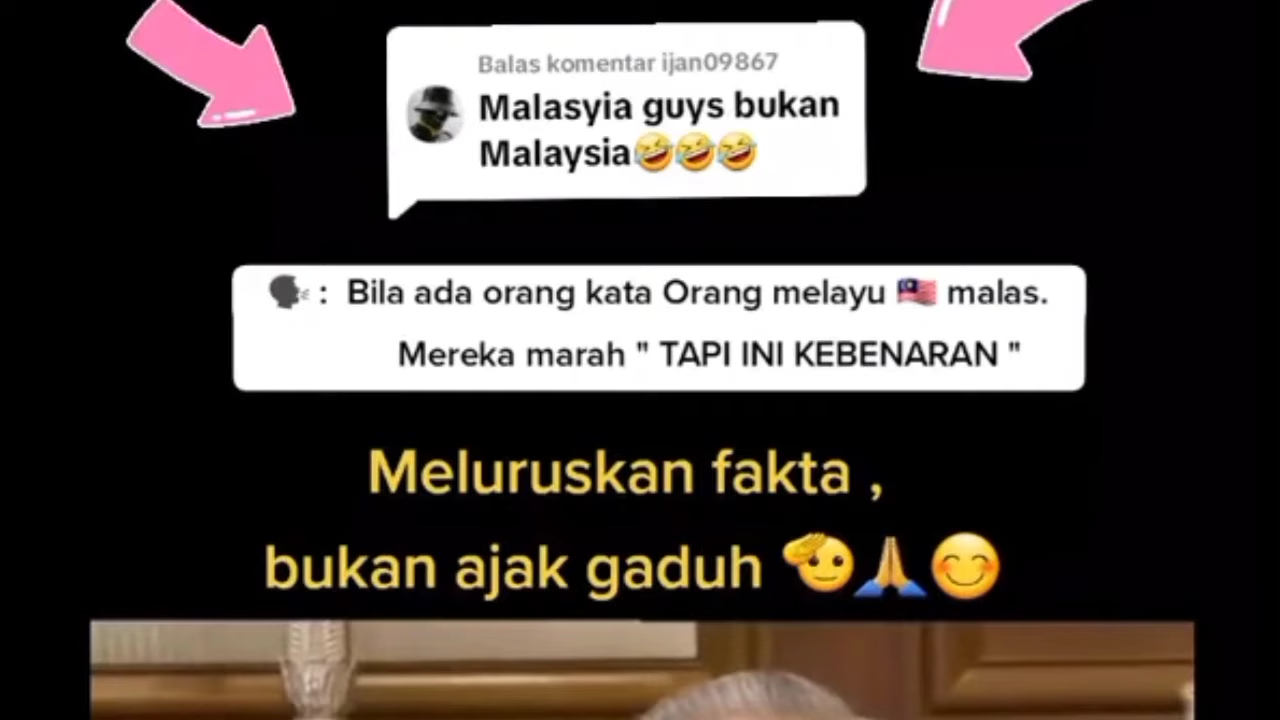 Balas komentar ijan09867
Malasyia guys bukan
Malaysia🤣🤣🤣
🗣️ : Bila ada orang kata Orang melayu 🇲🇾 malas.
Mereka marah " TAPI INI KEBENARAN "
Meluruskan fakta ,
bukan ajak gaduh 🫡🙏😊